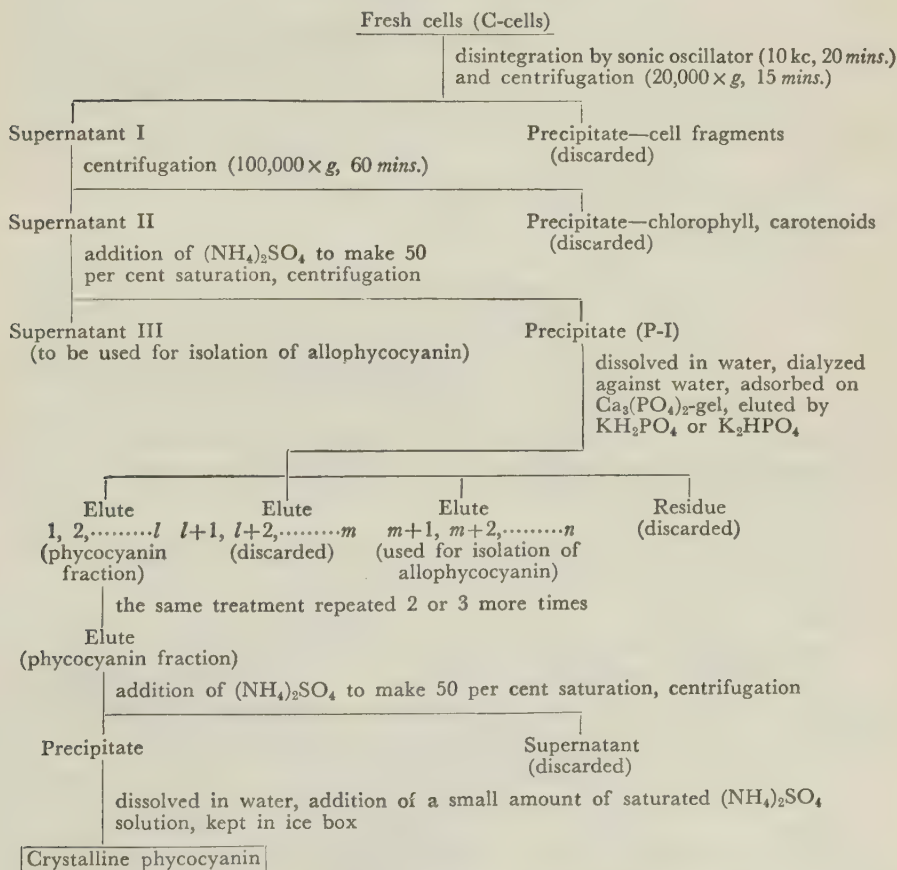 Fresh cells (C-cells)
disintegration by sonic oscillator (10 kc, 20 mins.)
and centrifugation (20,000 × g, 15 mins.)
Supernatant I
Precipitate—cell fragments
(discarded)
centrifugation (100,000 × g, 60 mins.)
Supernatant II
Precipitate—chlorophyll, carotenoids
(discarded)
addition of (NH₄)₂SO₄ to make 50
per cent saturation, centrifugation
Supernatant III
(to be used for isolation of allophycocyanin)
Precipitate (P-I)
dissolved in water, dialyzed
against water, adsorbed on
Ca₃(PO₄)₂-gel, eluted by
KH₂PO₄ or K₂HPO₄
Elute
1, 2,·········l
(phycocyanin
fraction)
Elute
l+1, l+2,·········m
(discarded)
Elute
m+1, m+2,·········n
(used for isolation of
allophycocyanin)
Residue
(discarded)
the same treatment repeated 2 or 3 more times
Elute
(phycocyanin fraction)
addition of (NH₄)₂SO₄ to make 50 per cent saturation, centrifugation
Precipitate
Supernatant
(discarded)
dissolved in water, addition of a small amount of saturated (NH₄)₂SO₄
solution, kept in ice box
Crystalline phycocyanin